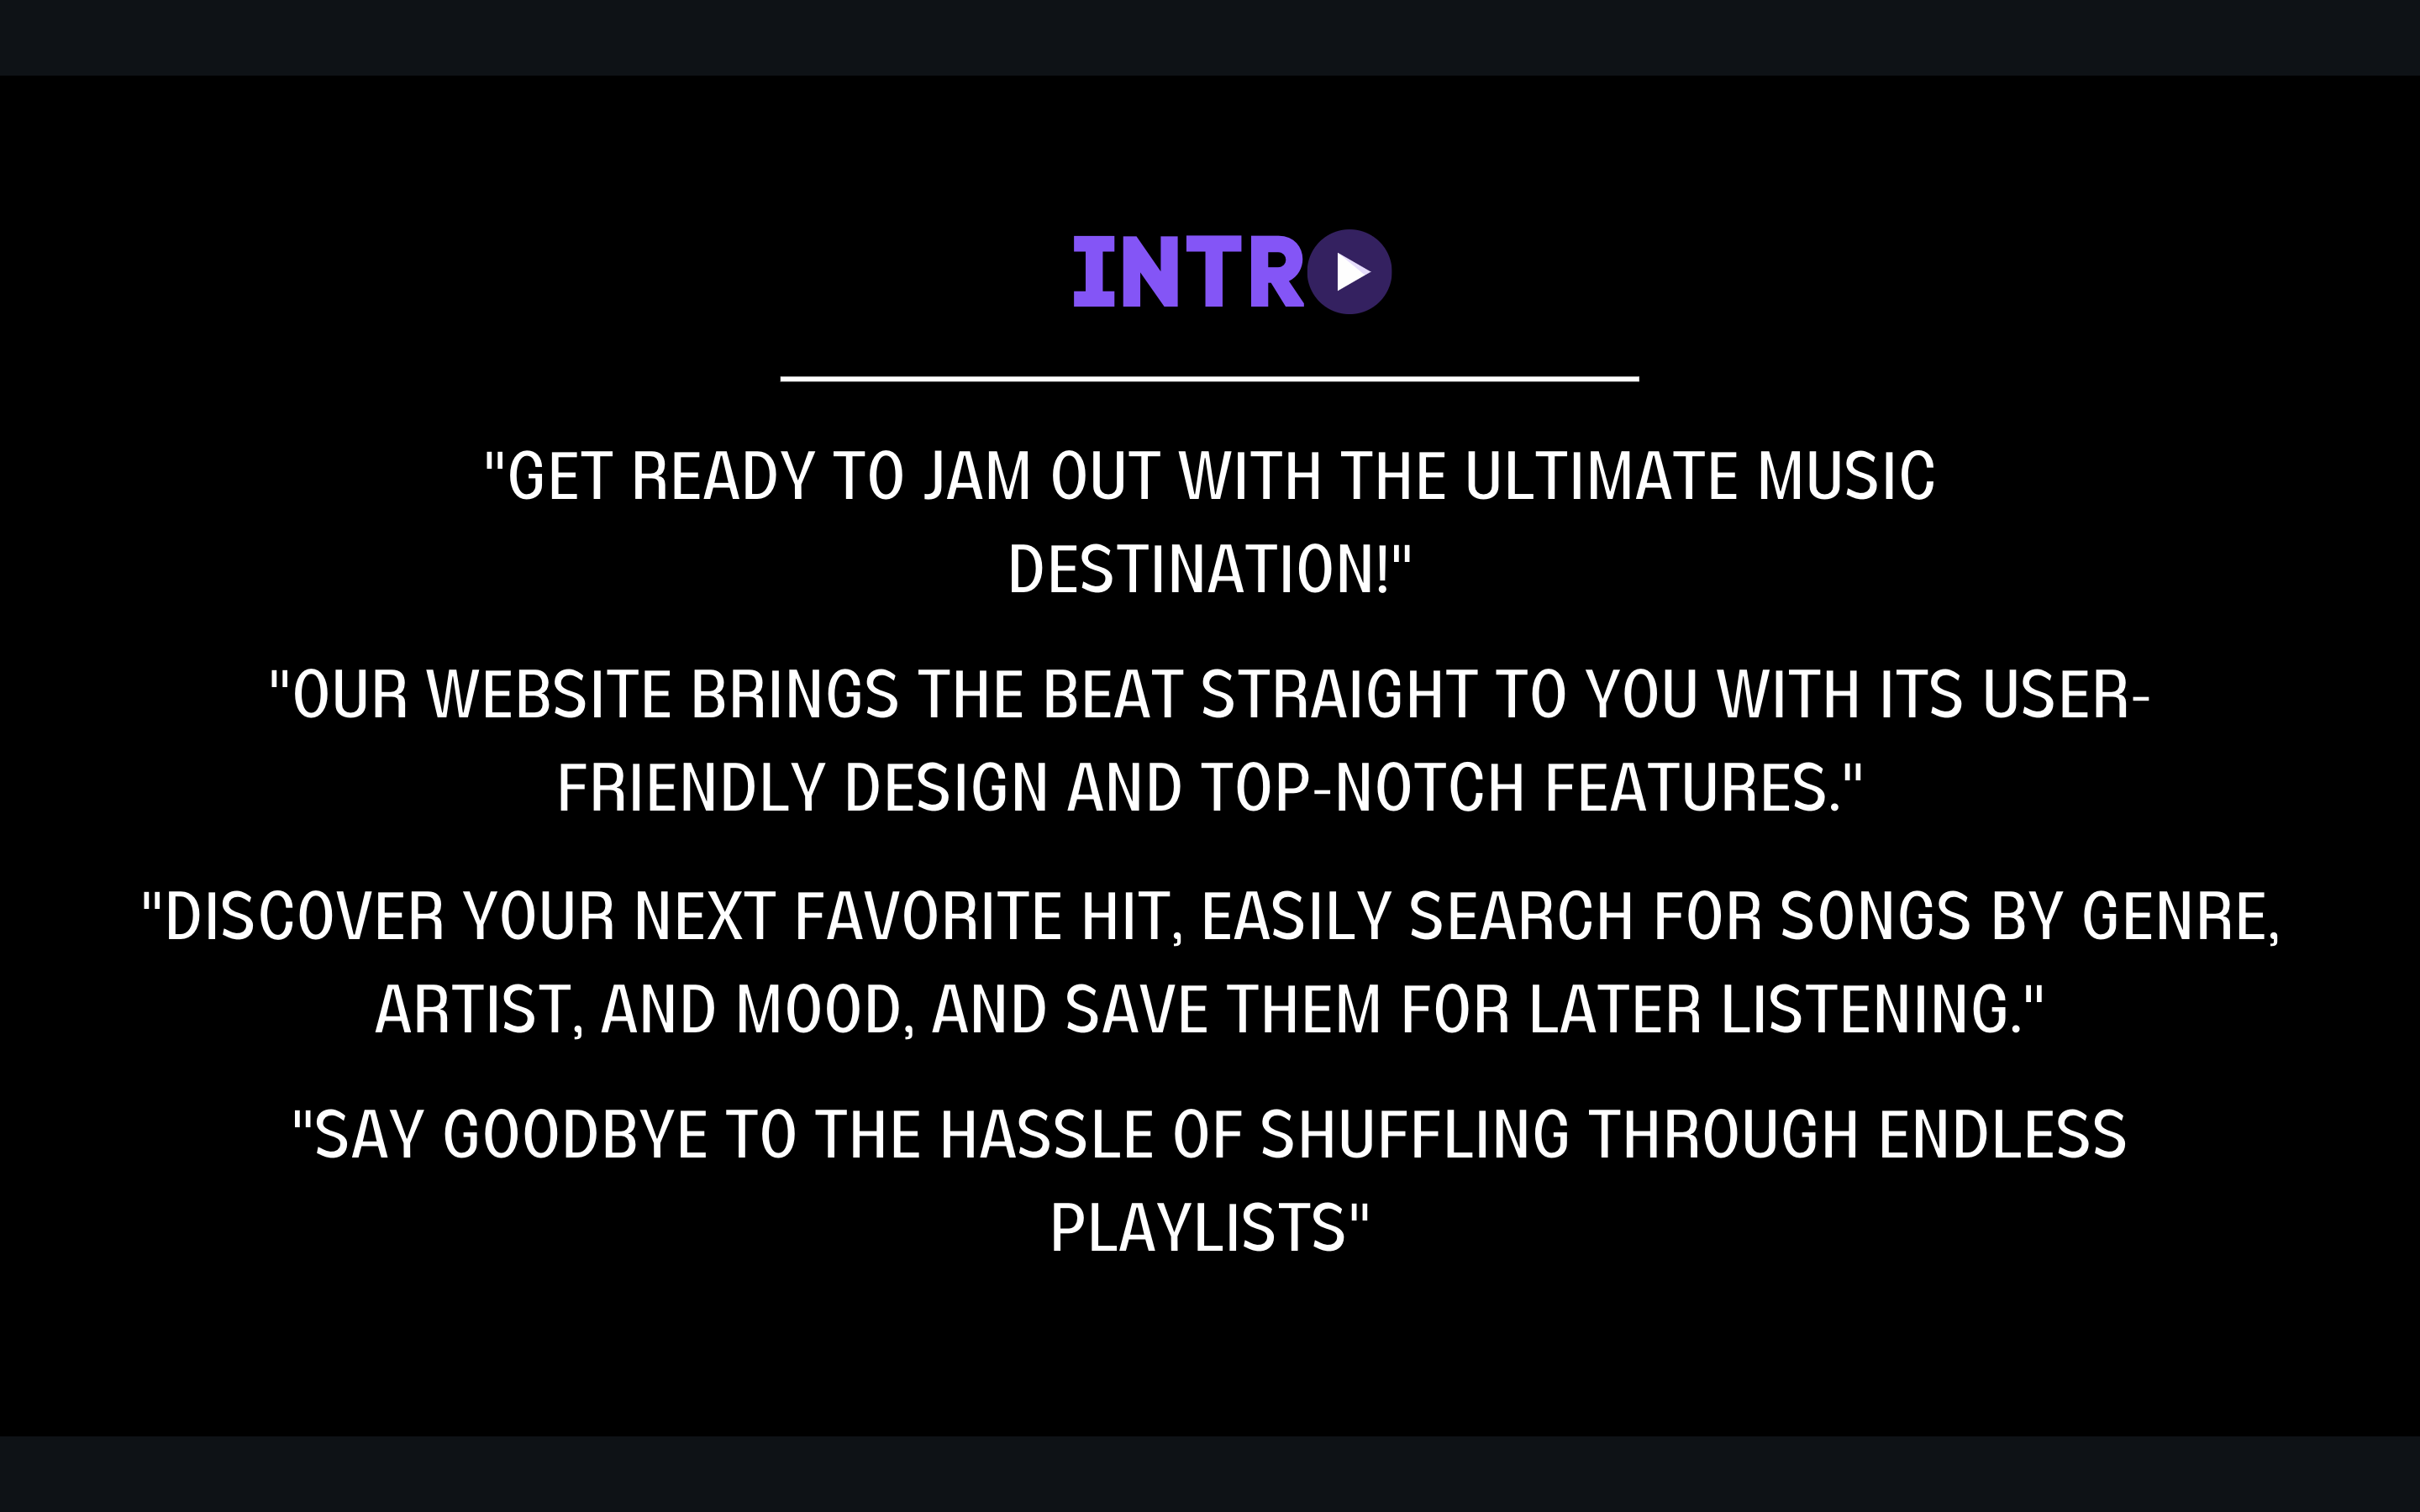 INTRO
"GET READY TO JAM OUT WITH THE ULTIMATE MUSIC
DESTINATION!"
"OUR WEBSITE BRINGS THE BEAT STRAIGHT TO YOU WITH ITS USER-
FRIENDLY DESIGN AND TOP-NOTCH FEATURES."
"DISCOVER YOUR NEXT FAVORITE HIT, EASILY SEARCH FOR SONGS BY GENRE,
ARTIST, AND MOOD, AND SAVE THEM FOR LATER LISTENING."
"SAY GOODBYE TO THE HASSLE OF SHUFFLING THROUGH ENDLESS
PLAYLISTS"